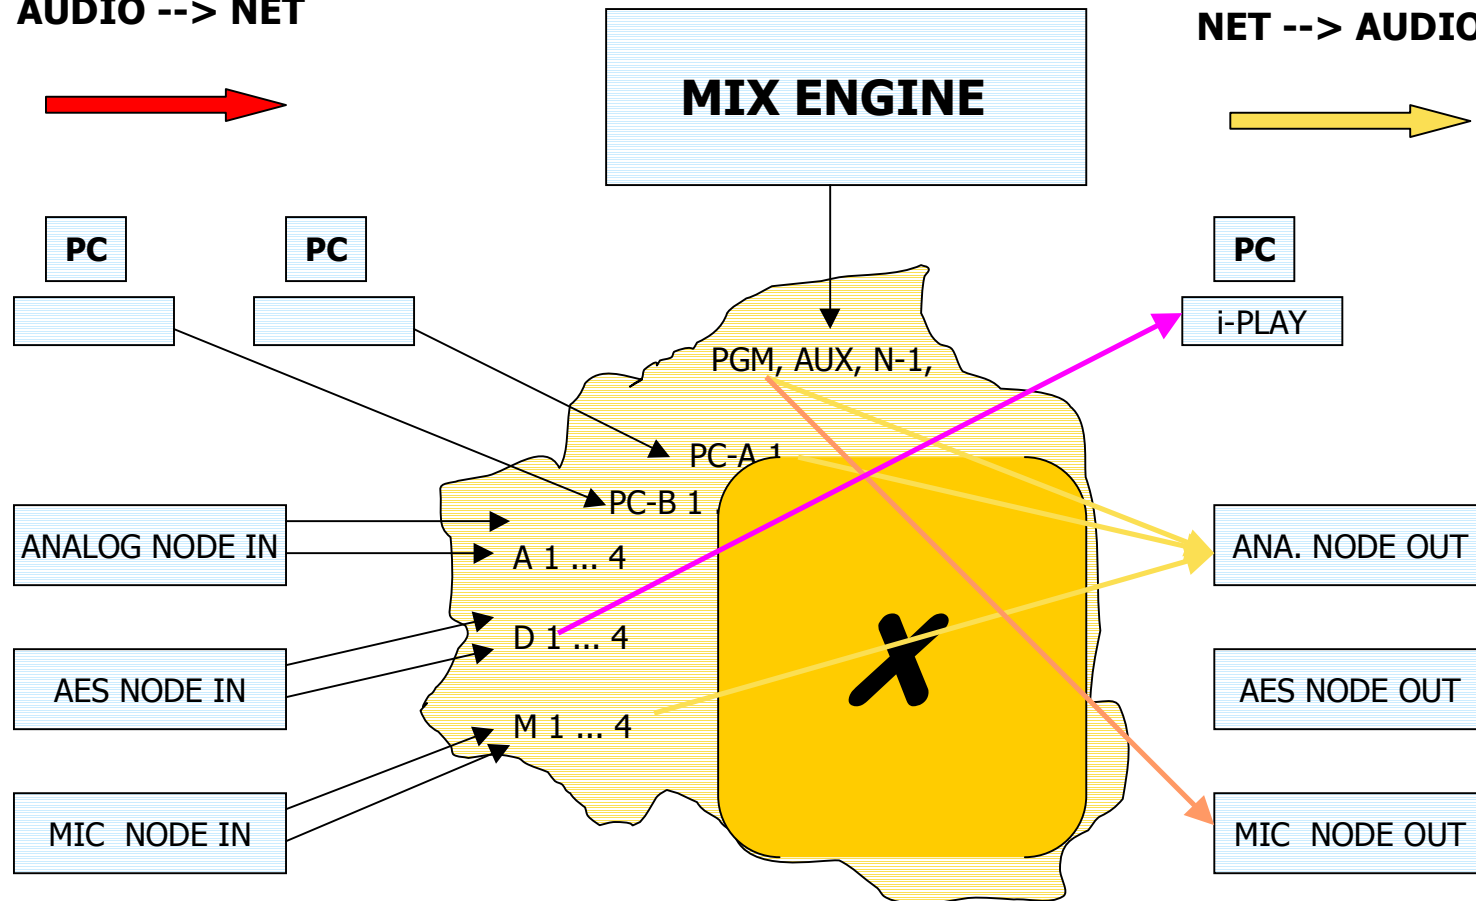 AUDIO --> NET
NET --> AUDIO
MIX ENGINE
PC
PC
PC
i-PLAY
PGM, AUX, N-1,
PC-A 1
PC-B 1
ANALOG NODE IN
A 1 ... 4
ANA. NODE OUT
D 1 ... 4
AES NODE IN
AES NODE OUT
M 1 ... 4
X
MIC NODE IN
MIC NODE OUT